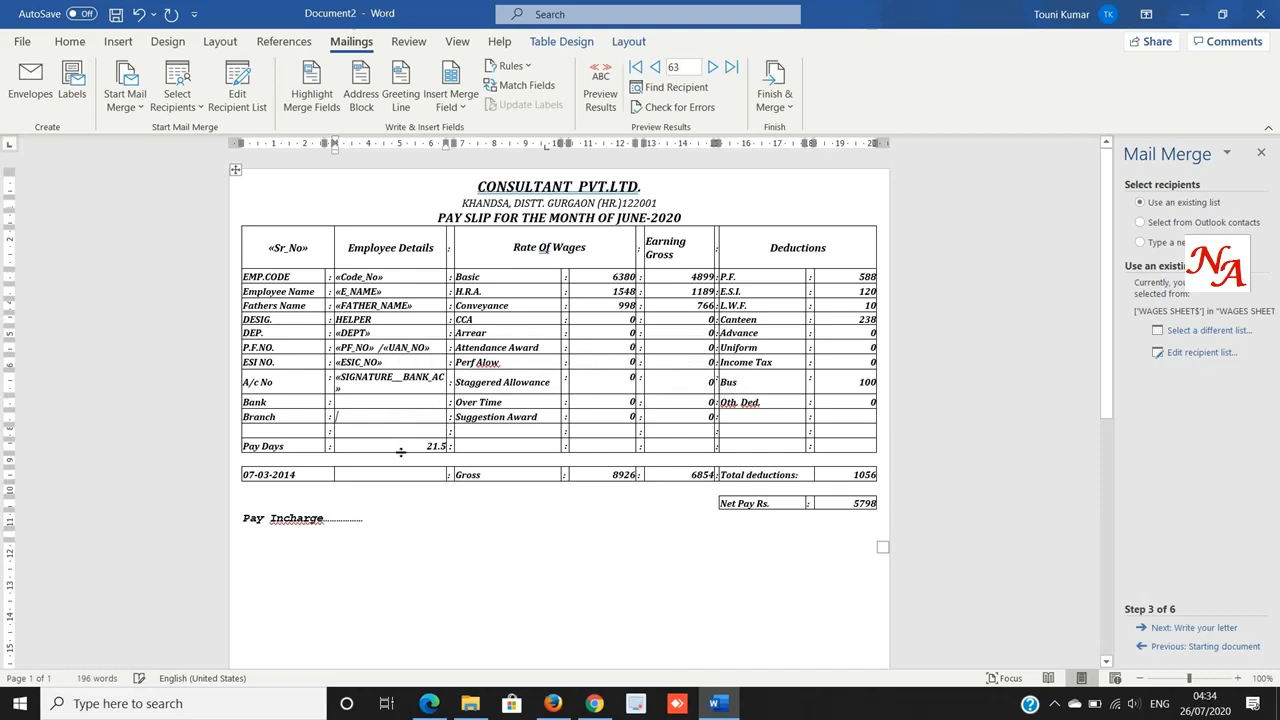 AutoSave Off Document2 - Word Search Touni Kumar TK
File Home Insert Design Layout References Mailings Review View Help Table Design Layout Share Comments
Envelopes Labels Start Mail Merge Select Recipients Edit Recipient List Highlight Merge Fields Address Block Greeting Line Insert Merge Field Rules Match Fields Update Labels ABC Preview Results 63 Find Recipient Check for Errors Finish & Merge
Create Start Mail Merge Write & Insert Fields Preview Results Finish
CONSULTANT PVT.LTD.
KHANDSA, DISTT. GURGAON (HR.)122001
PAY SLIP FOR THE MONTH OF JUNE-2020
«Sr_No» Employee Details : Rate Of Wages : Earning Gross : Deductions
EMP.CODE : «Code_No» : Basic : 6380 : 4899 : P.F. : 588
Employee Name : «E_NAME» : H.R.A. : 1548 : 1189 : E.S.I. : 120
Fathers Name : «FATHER_NAME» : Conveyance : 998 : 766 : L.W.F. : 10
DESIG. : HELPER : CCA : 0 : 0 : Canteen : 238
DEP. : «DEPT» : Arrear : 0 : 0 : Advance : 0
P.F.NO. : «PF_NO» /«UAN_NO» : Attendance Award : 0 : 0 : Uniform : 0
ESI NO. : «ESIC_NO» : Perf Alow : 0 : 0 : Income Tax : 0
A/c No : «SIGNATURE__BANK_AC» : Staggered Allowance : 0 : 0 : Bus : 100
Bank : : Over Time : 0 : 0 : Oth. Ded. : 0
Branch : / : Suggestion Award : 0 : 0 :
: : : : : :
Pay Days : 21.5 : : : : :
07-03-2014 : Gross : 8926 : 6854 : Total deductions: 1056
Net Pay Rs. : 5798
Pay Incharge................
Mail Merge
Select recipients
Use an existing list
Select from Outlook contacts
Type a ne
NA
Use an existin
Currently, you
selected from:
['WAGES SHEET$'] in "WAGES SHEET
Select a different list...
Edit recipient list...
Step 3 of 6
Next: Write your letter
Previous: Starting document
Page 1 of 1 196 words English (United States) Focus 100%
Type here to search ENG 04:34 26/07/2020